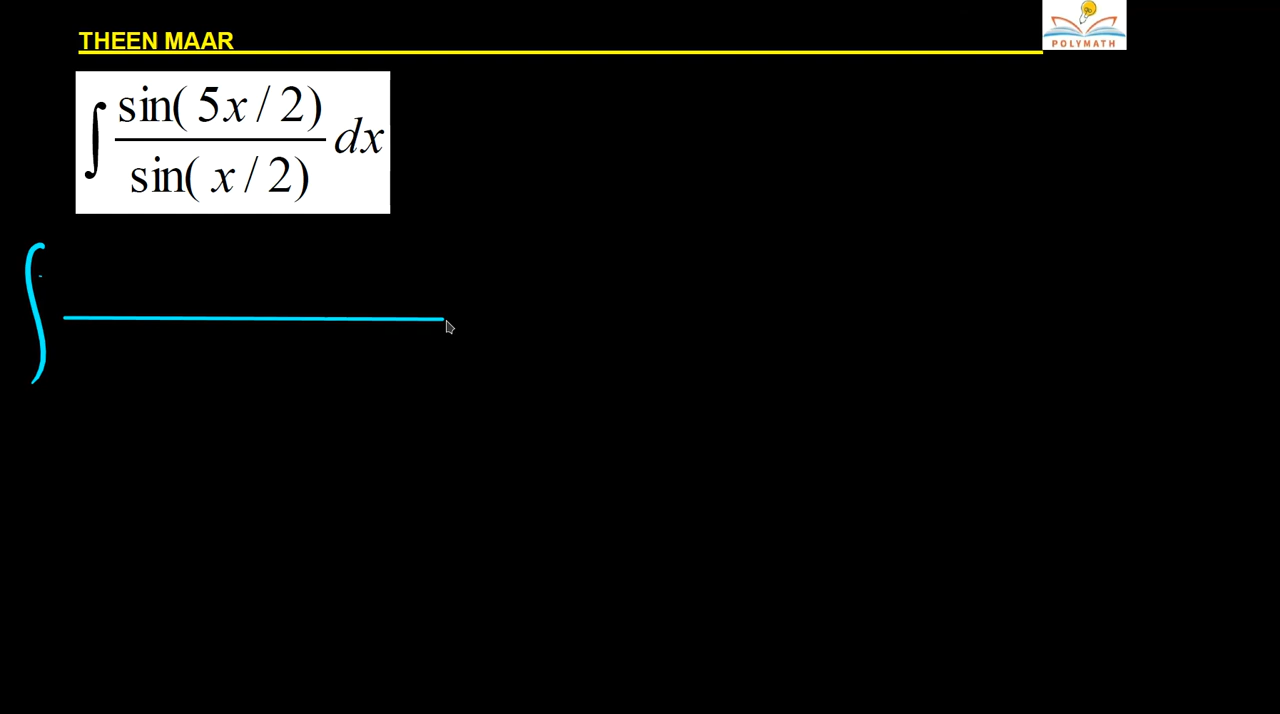 THEEN MAAR
POLYMATH
∫ sin( 5x / 2) / sin( x / 2) dx
∫